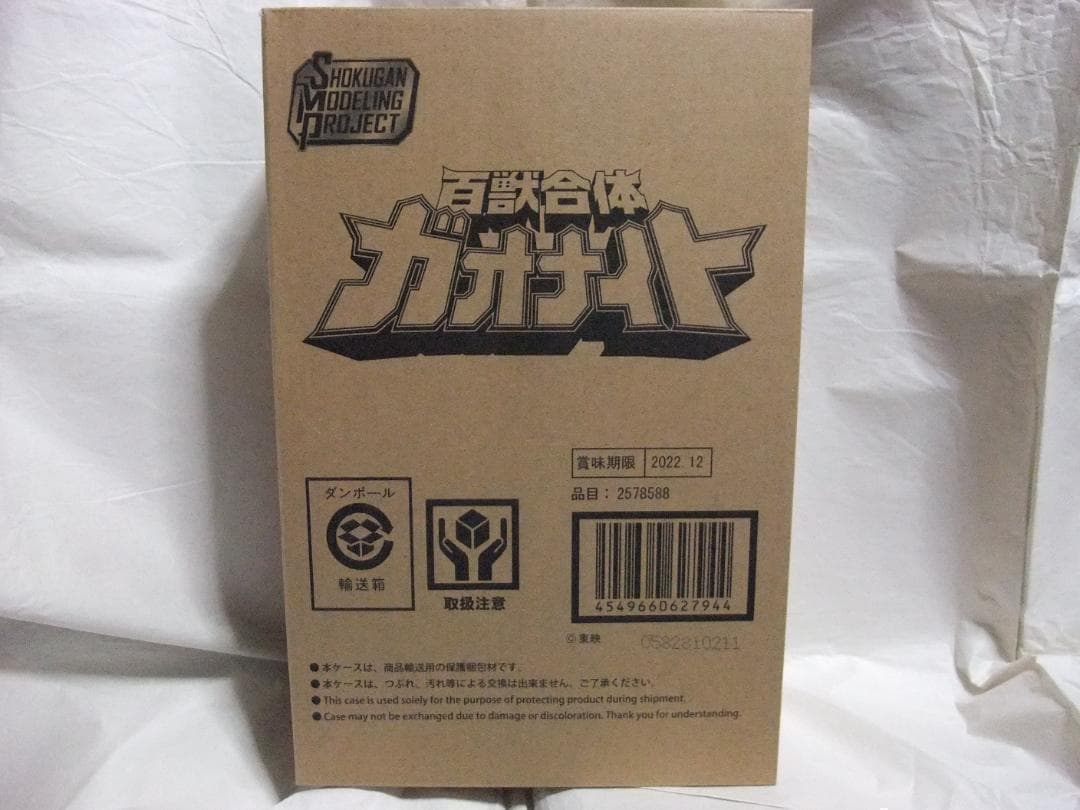 SHOKUGAN
MODELING
PROJECT
百獣合体
ガオナイト
賞味期限 2022.12
品目：2578588
ダンボール
輸送箱
取扱注意
4549660627944
©東映 0582810211
●本ケースは、商品輸送用の保護梱包材です。
●本ケースは、つぶれ、汚れ等による交換は出来ません、ご了承ください。
●This case is used solely for the purpose of protecting product during shipment.
●Case may not be exchanged due to damage or discoloration. Thank you for understanding.